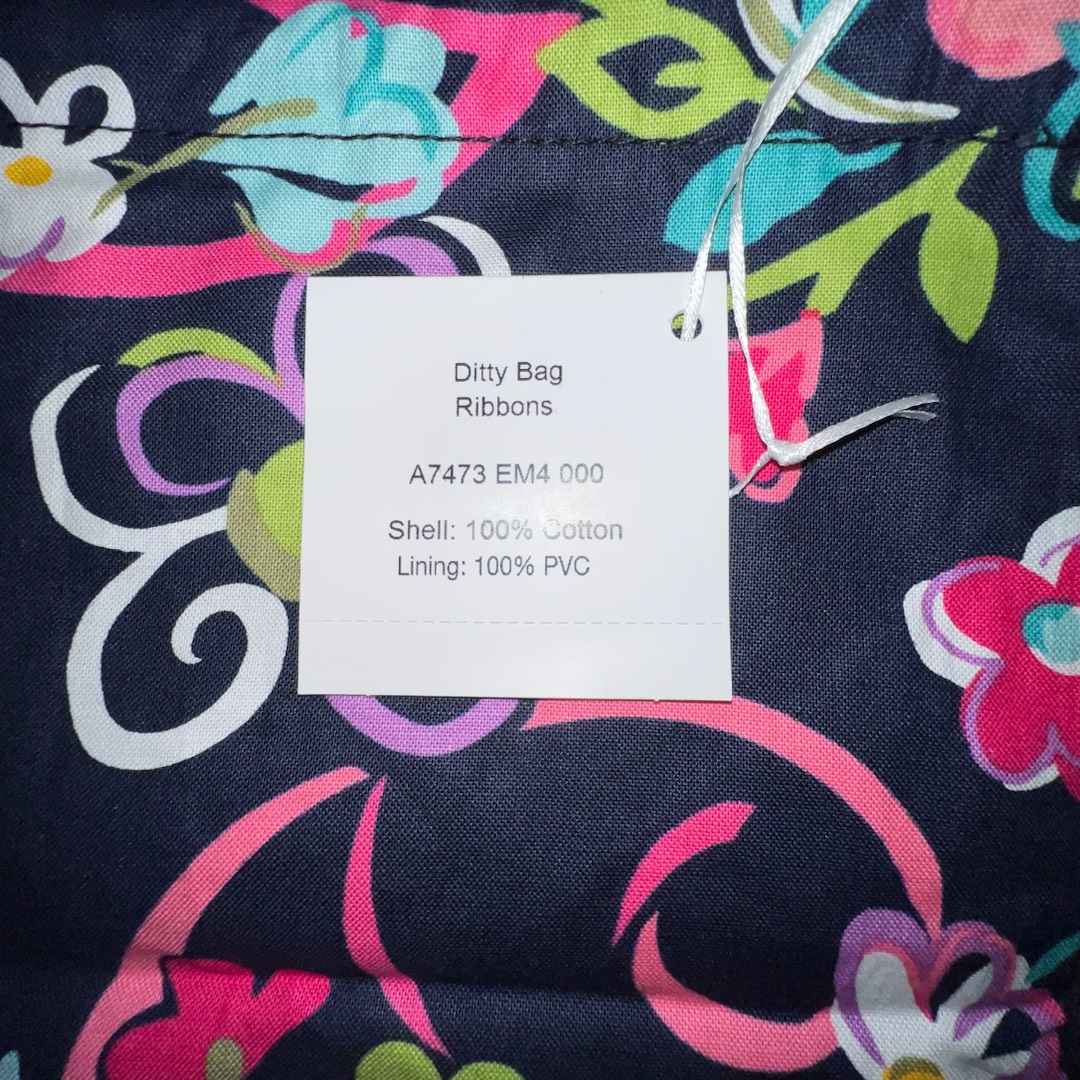 Ditty Bag
Ribbons
A7473 EM4 000
Shell: 100% Cotton
Lining: 100% PVC